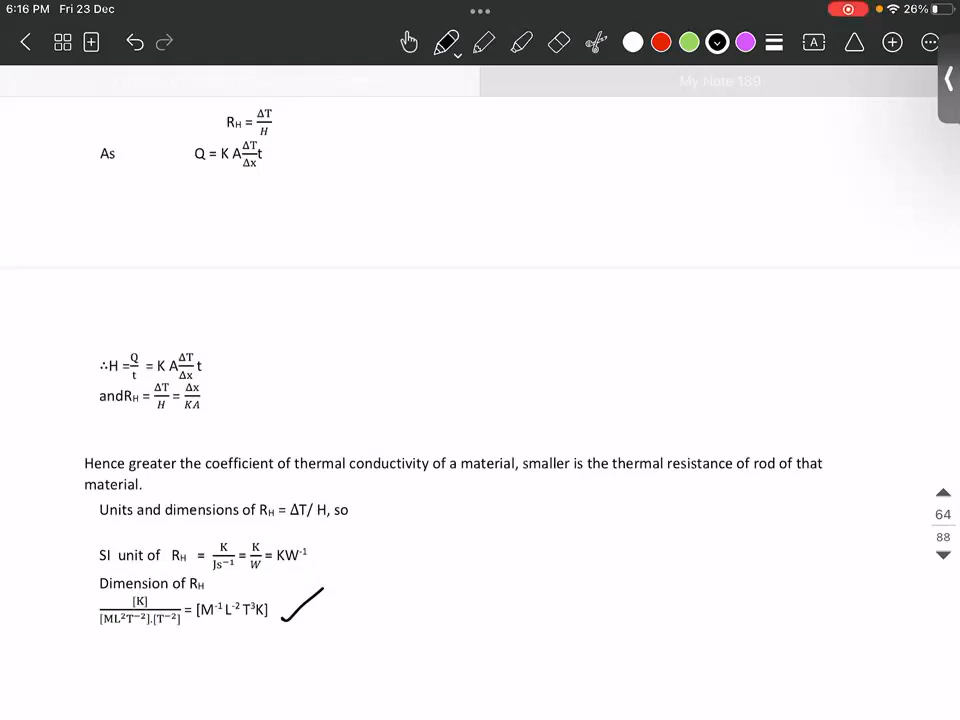 6:16 PM Fri 23 Dec
26%
A
My Note 189
R_H = ΔT/H
As Q = K A ΔT/Δx t
∴H = Q/t = K A ΔT/Δx t
andR_H = ΔT/H = Δx/KA
Hence greater the coefficient of thermal conductivity of a material, smaller is the thermal resistance of rod of that
material.
Units and dimensions of R_H = ΔT/ H, so
SI unit of R_H = K/Js⁻¹ = K/W = KW⁻¹
Dimension of R_H
[K]/[ML²T⁻²].[T⁻²] = [M⁻¹ L⁻² T³K]
64
88